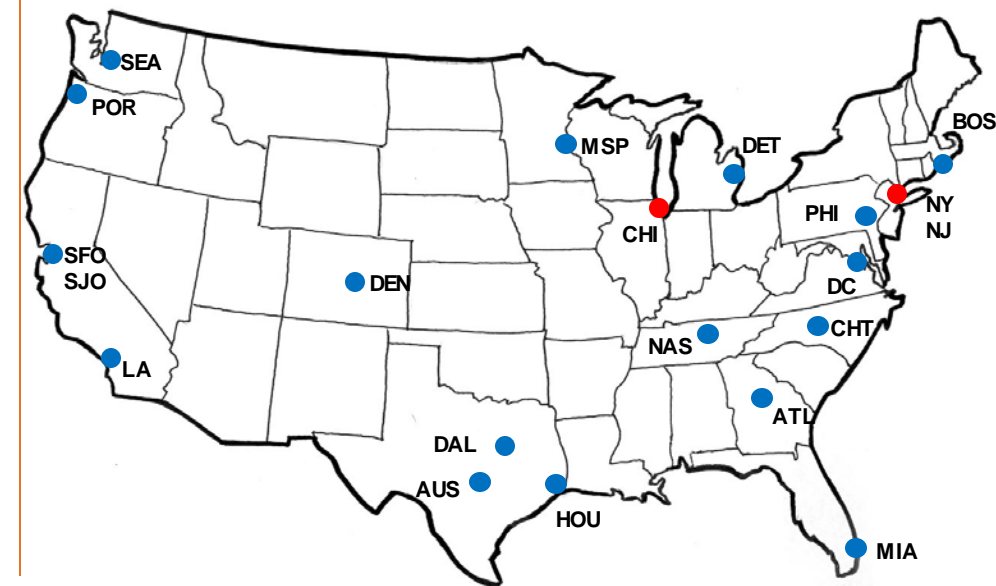 SEA
POR
BOS
MSP
DET
NY
NJ
PHI
CHI
SFO
SJO
DEN
DC
CHT
NAS
LA
ATL
DAL
AUS
HOU
MIA